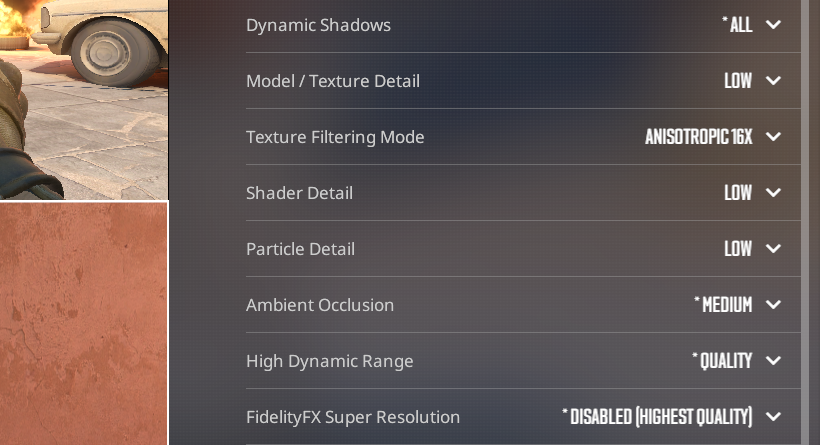 Dynamic Shadows * ALL
Model / Texture Detail LOW
Texture Filtering Mode ANISOTROPIC 16X
Shader Detail LOW
Particle Detail LOW
Ambient Occlusion * MEDIUM
High Dynamic Range * QUALITY
FidelityFX Super Resolution * DISABLED (HIGHEST QUALITY)